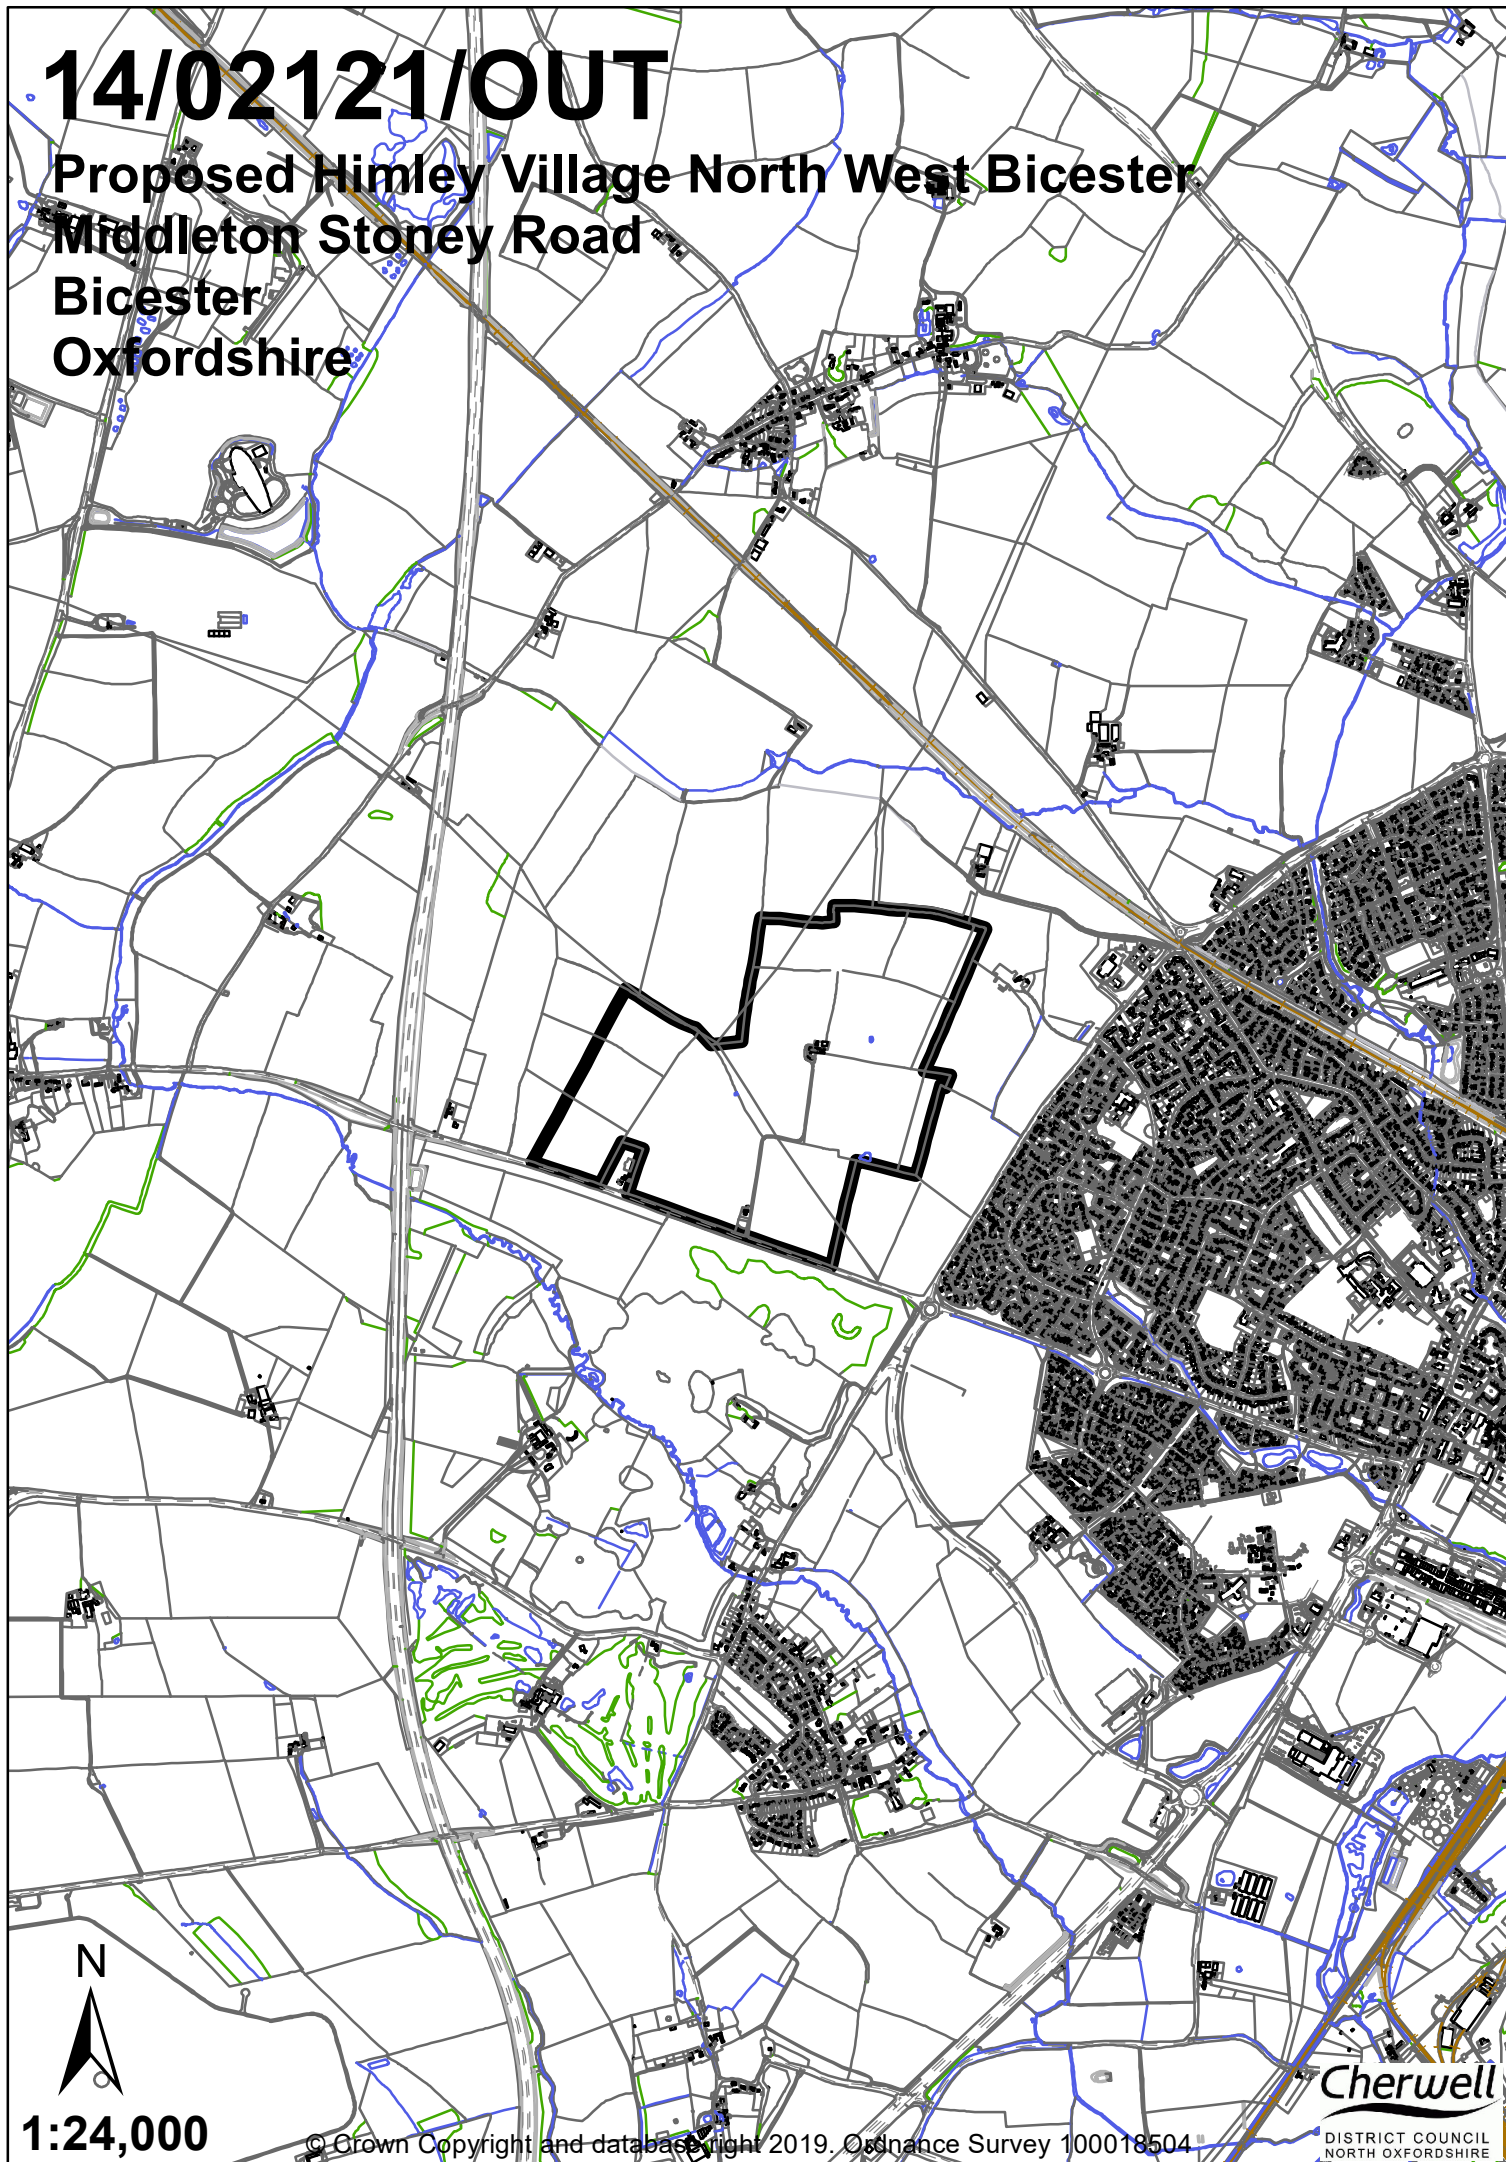 14/02121/OUT
Proposed Himley Village North West Bicester
Middleton Stoney Road
Bicester
Oxfordshire
N
1:24,000
© Crown Copyright and database right 2019. Ordnance Survey 100018504
Cherwell
DISTRICT COUNCIL
NORTH OXFORDSHIRE